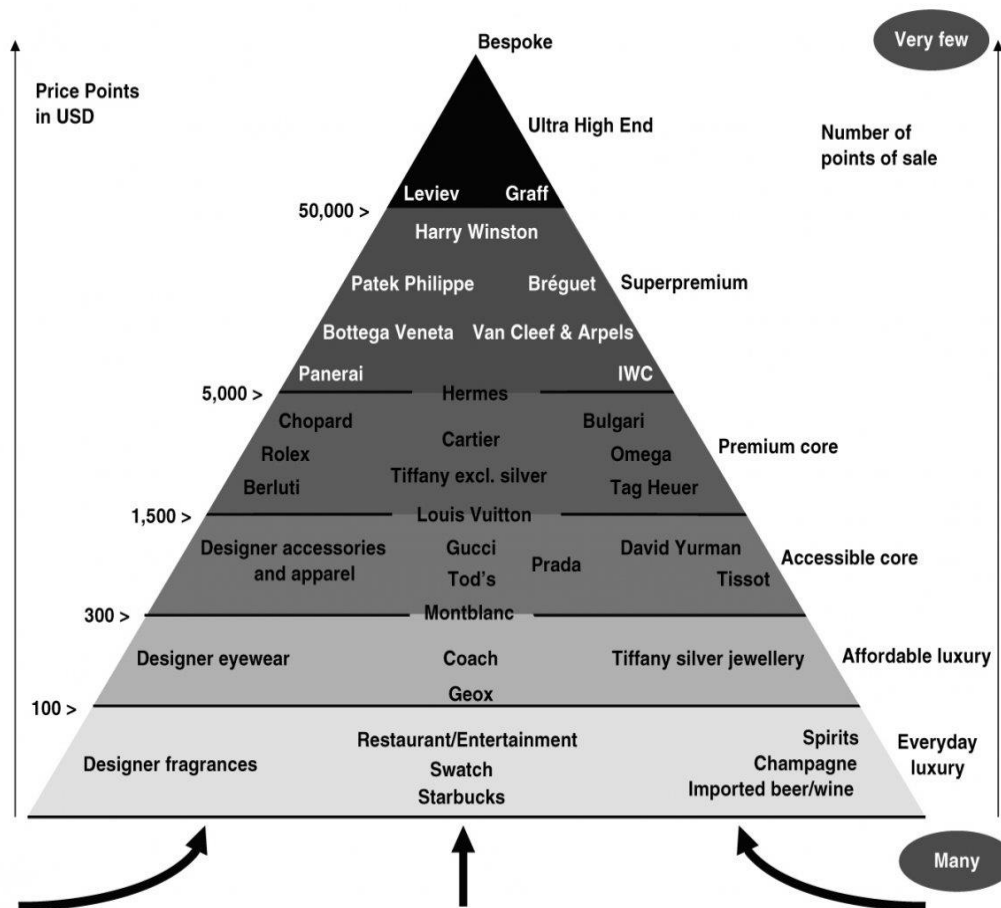 Bespoke
Very few
Price Points
in USD
Ultra High End
Number of
points of sale
Leviev Graff
50,000 >
Harry Winston
Patek Philippe Bréguet Superpremium
Bottega Veneta Van Cleef & Arpels
Panerai IWC
5,000 > Hermes
Chopard Bulgari
Cartier Premium core
Rolex Omega
Tiffany excl. silver
Berluti Tag Heuer
1,500 > Louis Vuitton
Designer accessories Gucci David Yurman
and apparel Prada Accessible core
Tod's Tissot
300 > Montblanc
Designer eyewear Coach Tiffany silver jewellery Affordable luxury
Geox
100 >
Restaurant/Entertainment Spirits Everyday
Designer fragrances Champagne luxury
Swatch Imported beer/wine
Starbucks
Many